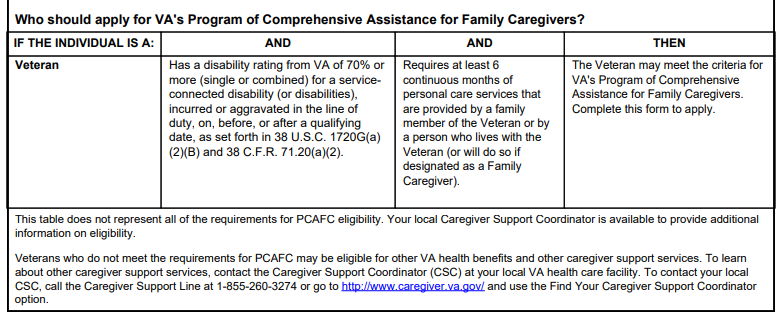 Who should apply for VA's Program of Comprehensive Assistance for Family Caregivers?
IF THE INDIVIDUAL IS A:
AND
AND
THEN
Veteran
Has a disability rating from VA of 70% or
more (single or combined) for a service-
connected disability (or disabilities),
incurred or aggravated in the line of
duty, on, before, or after a qualifying
date, as set forth in 38 U.S.C. 1720G(a)
(2)(B) and 38 C.F.R. 71.20(a)(2).
Requires at least 6
continuous months of
personal care services that
are provided by a family
member of the Veteran or by
a person who lives with the
Veteran (or will do so if
designated as a Family
Caregiver).
The Veteran may meet the criteria for
VA's Program of Comprehensive
Assistance for Family Caregivers.
Complete this form to apply.
This table does not represent all of the requirements for PCAFC eligibility. Your local Caregiver Support Coordinator is available to provide additional
information on eligibility.
Veterans who do not meet the requirements for PCAFC may be eligible for other VA health benefits and other caregiver support services. To learn
about other caregiver support services, contact the Caregiver Support Coordinator (CSC) at your local VA health care facility. To contact your local
CSC, call the Caregiver Support Line at 1-855-260-3274 or go to http://www.caregiver.va.gov/ and use the Find Your Caregiver Support Coordinator
option.